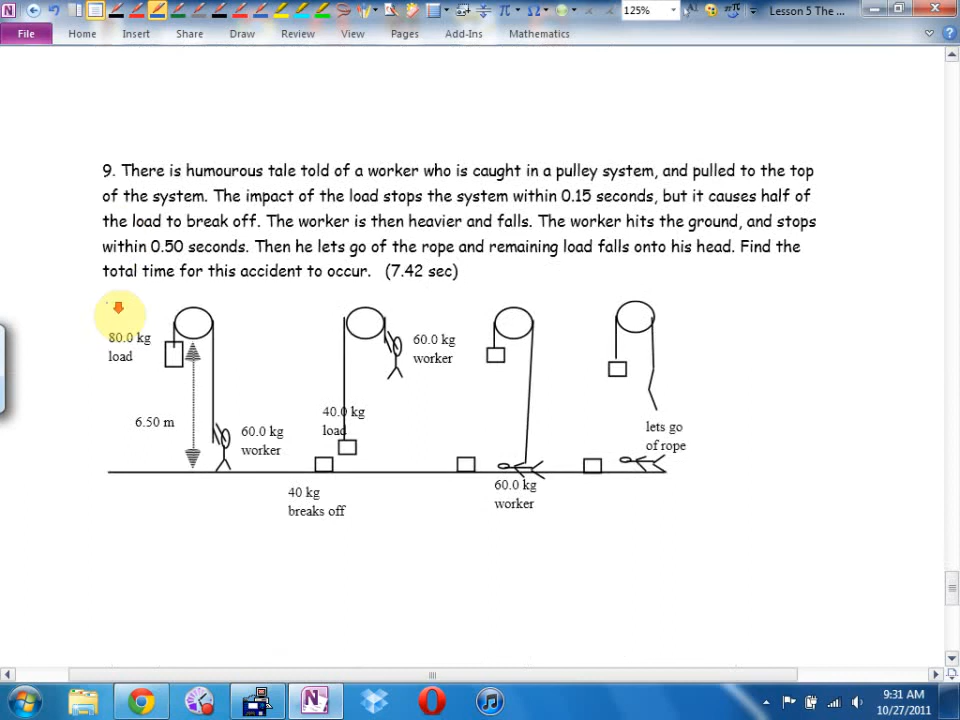 125%
Lesson 5 The ...
File Home Insert Share Draw Review View Pages Add-Ins Mathematics
9. There is humourous tale told of a worker who is caught in a pulley system, and pulled to the top
of the system. The impact of the load stops the system within 0.15 seconds, but it causes half of
the load to break off. The worker is then heavier and falls. The worker hits the ground, and stops
within 0.50 seconds. Then he lets go of the rope and remaining load falls onto his head. Find the
total time for this accident to occur. (7.42 sec)
80.0 kg
load
6.50 m
60.0 kg
worker
60.0 kg
worker
40.0 kg
load
40 kg
breaks off
60.0 kg
worker
lets go
of rope
9:31 AM
10/27/2011